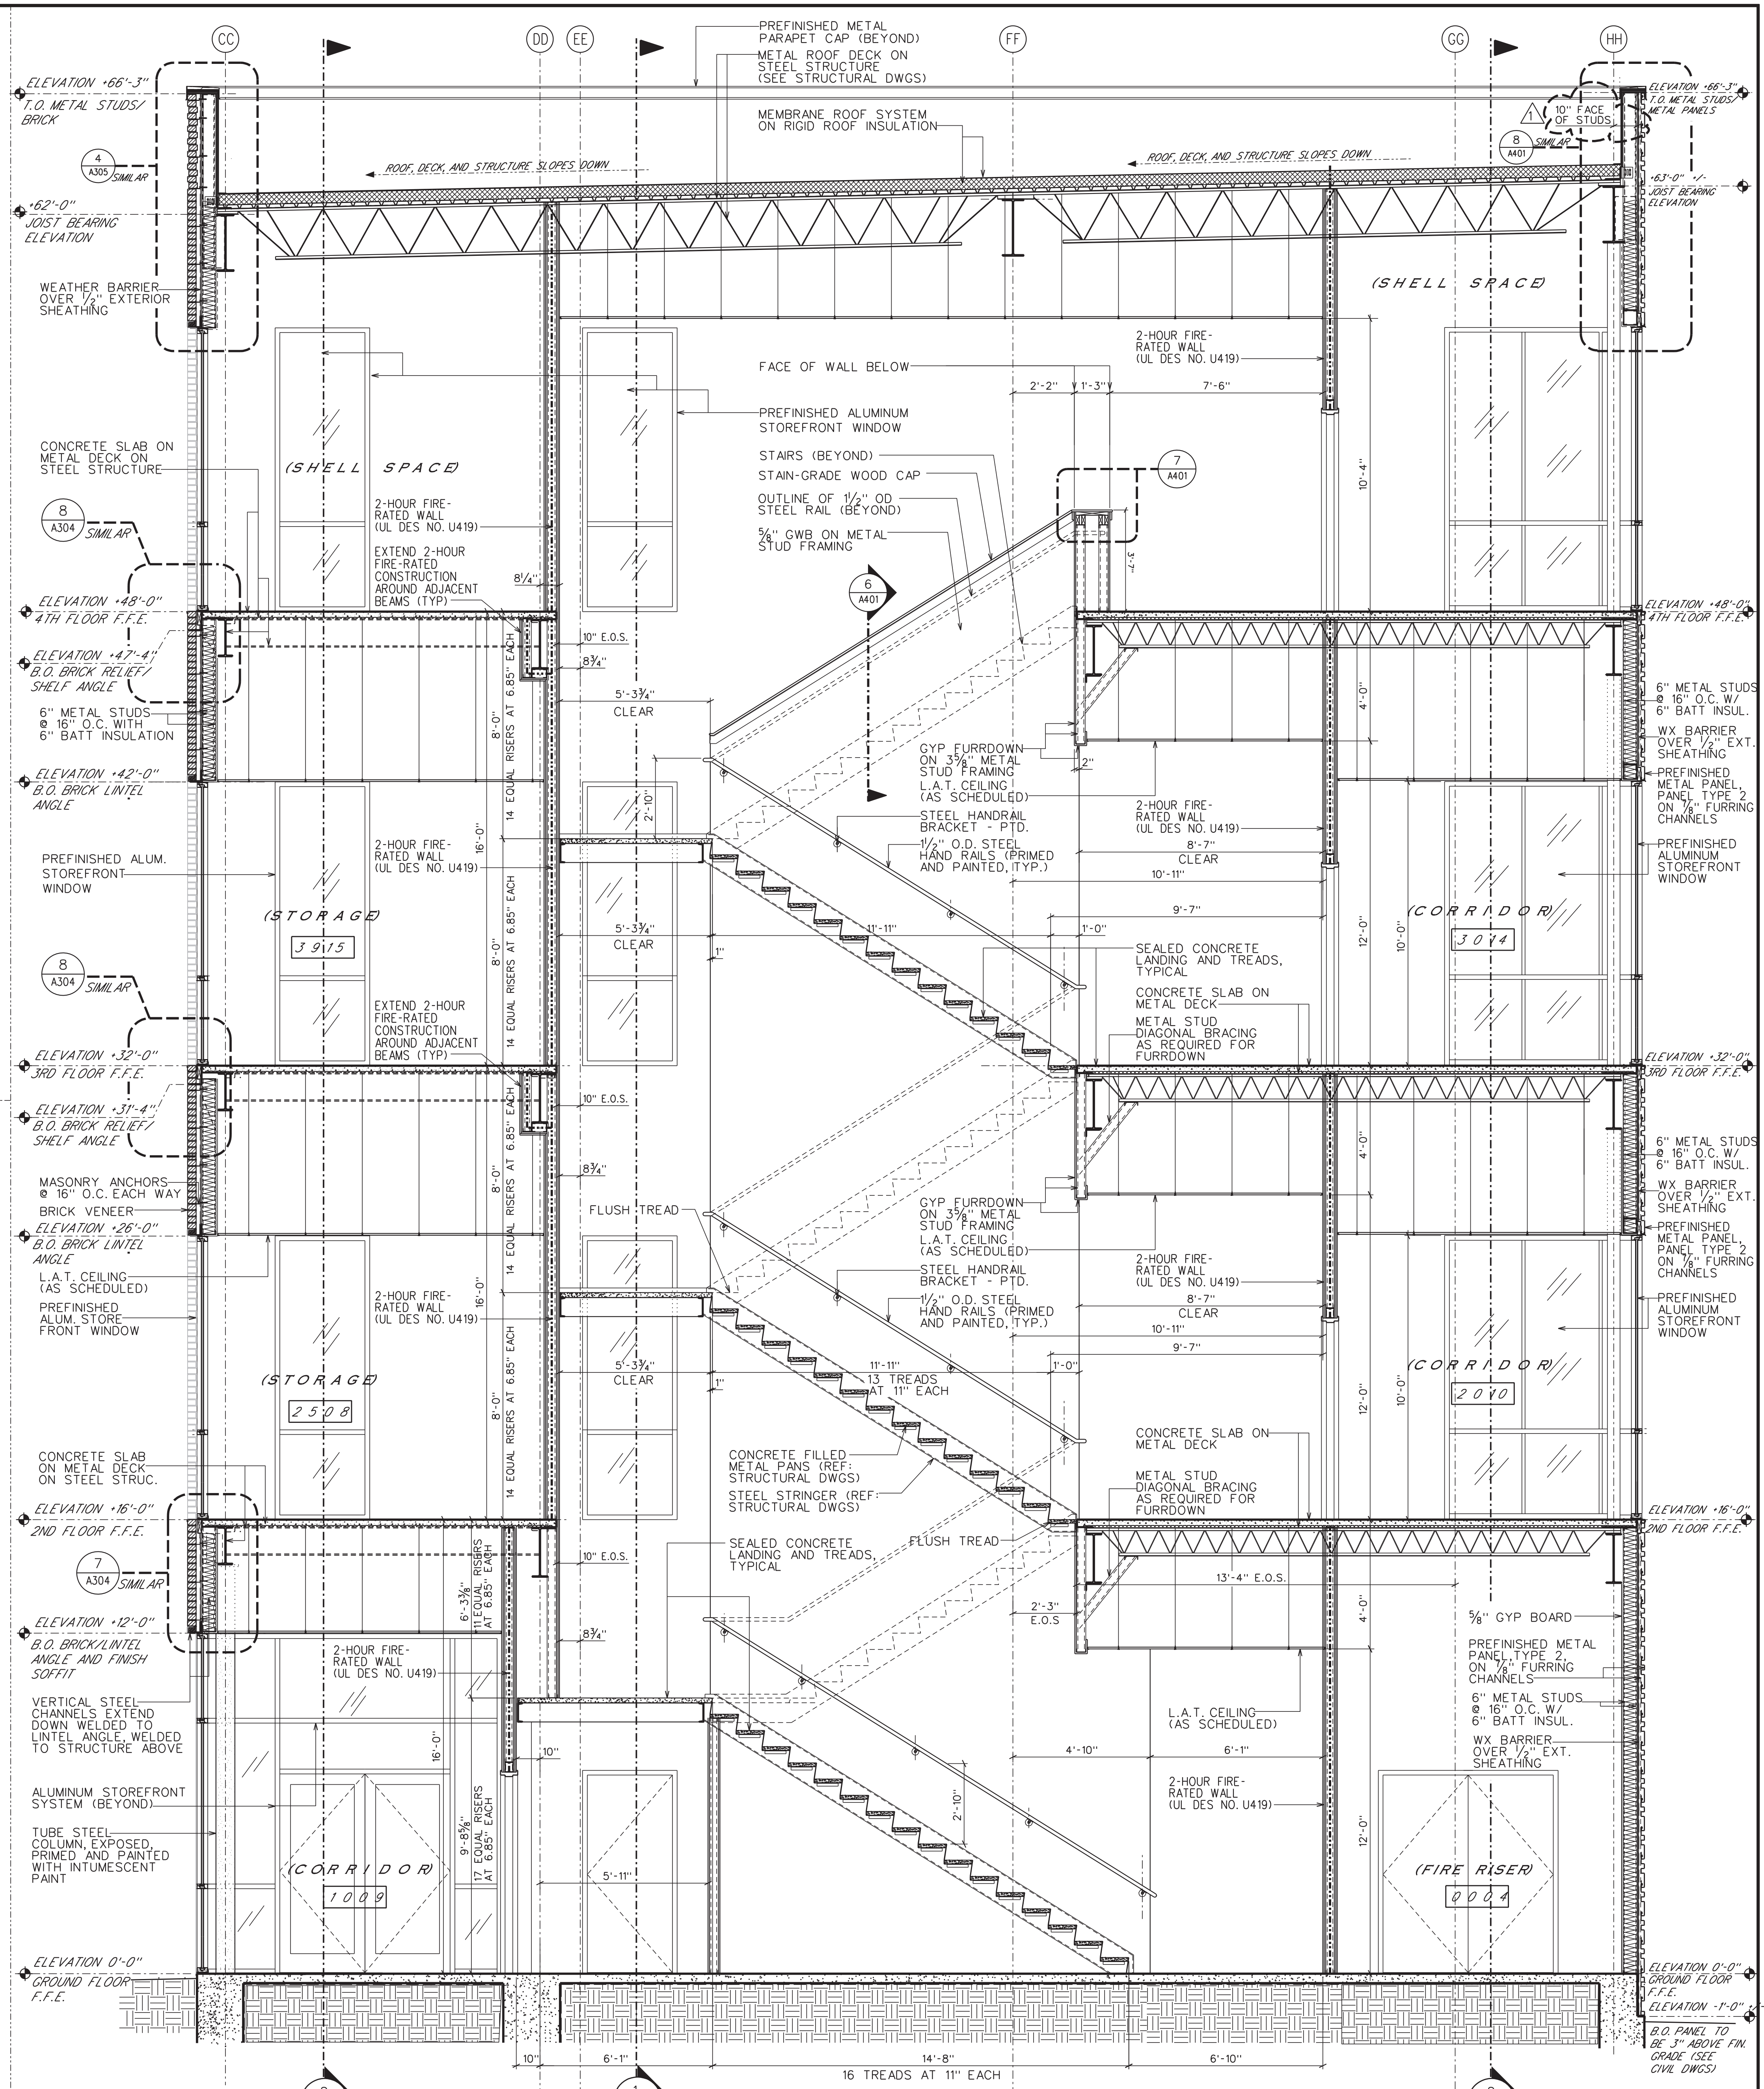 CC
DD
EE
FF
GG
HH
PREFINISHED METAL
PARAPET CAP (BEYOND)
METAL ROOF DECK ON
STEEL STRUCTURE
(SEE STRUCTURAL DWGS)
MEMBRANE ROOF SYSTEM
ON RIGID ROOF INSULATION
ELEVATION +66'-3"
T.O. METAL STUDS/
BRICK
4
A305
SIMILAR
ROOF, DECK, AND STRUCTURE SLOPES DOWN
ROOF, DECK, AND STRUCTURE SLOPES DOWN
ELEVATION +66'-3"
T.O. METAL STUDS/
METAL PANELS
1
10" FACE
OF STUDS
8
A401
SIMILAR
+63'-0" +/-
JOIST BEARING
ELEVATION
+62'-0"
JOIST BEARING
ELEVATION
WEATHER BARRIER
OVER 1/2" EXTERIOR
SHEATHING
(SHELL SPACE)
2-HOUR FIRE-
RATED WALL
(UL DES NO. U419)
FACE OF WALL BELOW
2'-2"
1'-3"
7'-6"
PREFINISHED ALUMINUM
STOREFRONT WINDOW
CONCRETE SLAB ON
METAL DECK ON
STEEL STRUCTURE
(SHELL SPACE)
STAIRS (BEYOND)
STAIN-GRADE WOOD CAP
OUTLINE OF 1 1/2" OD
STEEL RAIL (BEYOND)
5/8" GWB ON METAL
STUD FRAMING
7
A401
10'-4"
3'-7"
8
A304
SIMILAR
2-HOUR FIRE-
RATED WALL
(UL DES NO. U419)
EXTEND 2-HOUR
FIRE-RATED
CONSTRUCTION
AROUND ADJACENT
BEAMS (TYP)
8 1/4"
6
A401
ELEVATION +48'-0"
4TH FLOOR F.F.E.
ELEVATION +48'-0"
4TH FLOOR F.F.E.
ELEVATION +47'-4"
B.O. BRICK RELIEF/
SHELF ANGLE
10" E.O.S.
8 3/4"
5'-3 3/4"
CLEAR
8'-0"
14 EQUAL RISERS AT 6.85" EACH
6" METAL STUDS
@ 16" O.C. WITH
6" BATT INSULATION
4'-0"
6" METAL STUDS
@ 16" O.C. W/
6" BATT INSUL.
WX BARRIER
OVER 1/2" EXT.
SHEATHING
PREFINISHED
METAL PANEL,
PANEL TYPE 2
ON 7/8" FURRING
CHANNELS
ELEVATION +42'-0"
B.O. BRICK LINTEL
ANGLE
2'-10"
GYP FURRDOWN
ON 3 5/8" METAL
STUD FRAMING
L.A.T. CEILING
(AS SCHEDULED)
2"
STEEL HANDRAIL
BRACKET - PTD.
1 1/2" O.D. STEEL
HAND RAILS (PRIMED
AND PAINTED, TYP.)
2-HOUR FIRE-
RATED WALL
(UL DES NO. U419)
8'-7"
CLEAR
10'-11"
9'-7"
PREFINISHED ALUM.
STOREFRONT
WINDOW
2-HOUR FIRE-
RATED WALL
(UL DES NO. U419)
16'-0"
PREFINISHED
ALUMINUM
STOREFRONT
WINDOW
(STORAGE)
3915
8'-0"
14 EQUAL RISERS AT 6.85" EACH
5'-3 3/4"
CLEAR
1"
11'-11"
1'-0"
12'-0"
10'-0"
(CORRIDOR)
3014
SEALED CONCRETE
LANDING AND TREADS,
TYPICAL
CONCRETE SLAB ON
METAL DECK
METAL STUD
DIAGONAL BRACING
AS REQUIRED FOR
FURRDOWN
8
A304
SIMILAR
EXTEND 2-HOUR
FIRE-RATED
CONSTRUCTION
AROUND ADJACENT
BEAMS (TYP)
ELEVATION +32'-0"
3RD FLOOR F.F.E.
ELEVATION +32'-0"
3RD FLOOR F.F.E.
ELEVATION +31'-4"
B.O. BRICK RELIEF/
SHELF ANGLE
10" E.O.S.
8 3/4"
8'-0"
14 EQUAL RISERS AT 6.85" EACH
MASONRY ANCHORS
@ 16" O.C. EACH WAY
BRICK VENEER
4'-0"
6" METAL STUDS
@ 16" O.C. W/
6" BATT INSUL.
WX BARRIER
OVER 1/2" EXT.
SHEATHING
PREFINISHED
METAL PANEL,
PANEL TYPE 2
ON 7/8" FURRING
CHANNELS
FLUSH TREAD
GYP FURRDOWN
ON 3 5/8" METAL
STUD FRAMING
L.A.T. CEILING
(AS SCHEDULED)
STEEL HANDRAIL
BRACKET - PTD.
1 1/2" O.D. STEEL
HAND RAILS (PRIMED
AND PAINTED, TYP.)
ELEVATION +26'-0"
B.O. BRICK LINTEL
ANGLE
L.A.T. CEILING
(AS SCHEDULED)
PREFINISHED
ALUM. STORE
FRONT WINDOW
2-HOUR FIRE-
RATED WALL
(UL DES NO. U419)
16'-0"
2-HOUR FIRE-
RATED WALL
(UL DES NO. U419)
8'-7"
CLEAR
10'-11"
9'-7"
PREFINISHED
ALUMINUM
STOREFRONT
WINDOW
(STORAGE)
2508
8'-0"
14 EQUAL RISERS AT 6.85" EACH
5'-3 3/4"
CLEAR
1"
11'-11"
13 TREADS
AT 11" EACH
1'-0"
12'-0"
10'-0"
(CORRIDOR)
2010
CONCRETE SLAB
ON METAL DECK
ON STEEL STRUC.
CONCRETE FILLED
METAL PANS (REF:
STRUCTURAL DWGS)
STEEL STRINGER (REF:
STRUCTURAL DWGS)
CONCRETE SLAB ON
METAL DECK
METAL STUD
DIAGONAL BRACING
AS REQUIRED FOR
FURRDOWN
ELEVATION +16'-0"
2ND FLOOR F.F.E.
ELEVATION +16'-0"
2ND FLOOR F.F.E.
7
A304
SIMILAR
6'-3 3/8"
11 EQUAL RISERS
AT 6.85" EACH
10" E.O.S.
8 3/4"
SEALED CONCRETE
LANDING AND TREADS,
TYPICAL
FLUSH TREAD
13'-4" E.O.S.
2'-3"
E.O.S
4'-0"
5/8" GYP BOARD
PREFINISHED METAL
PANEL, TYPE 2,
ON 7/8" FURRING
CHANNELS
6" METAL STUDS
@ 16" O.C. W/
6" BATT INSUL.
WX BARRIER
OVER 1/2" EXT.
SHEATHING
ELEVATION +12'-0"
B.O. BRICK/LINTEL
ANGLE AND FINISH
SOFFIT
2-HOUR FIRE-
RATED WALL
(UL DES NO. U419)
VERTICAL STEEL
CHANNELS EXTEND
DOWN WELDED TO
LINTEL ANGLE, WELDED
TO STRUCTURE ABOVE
ALUMINUM STOREFRONT
SYSTEM (BEYOND)
TUBE STEEL
COLUMN, EXPOSED,
PRIMED AND PAINTED
WITH INTUMESCENT
PAINT
16'-0"
9'-8 5/8"
17 EQUAL RISERS
AT 6.85" EACH
10"
L.A.T. CEILING
(AS SCHEDULED)
4'-10"
6'-1"
2-HOUR FIRE-
RATED WALL
(UL DES NO. U419)
2'-10"
12'-0"
(CORRIDOR)
1009
5'-11"
(FIRE RISER)
0004
ELEVATION 0'-0"
GROUND FLOOR
F.F.E.
ELEVATION 0'-0"
GROUND FLOOR
F.F.E.
ELEVATION -1'-0" +/-
B.O. PANEL TO
BE 3" ABOVE FIN.
GRADE (SEE
CIVIL DWGS)
10"
6'-1"
14'-8"
16 TREADS AT 11" EACH
6'-10"
1